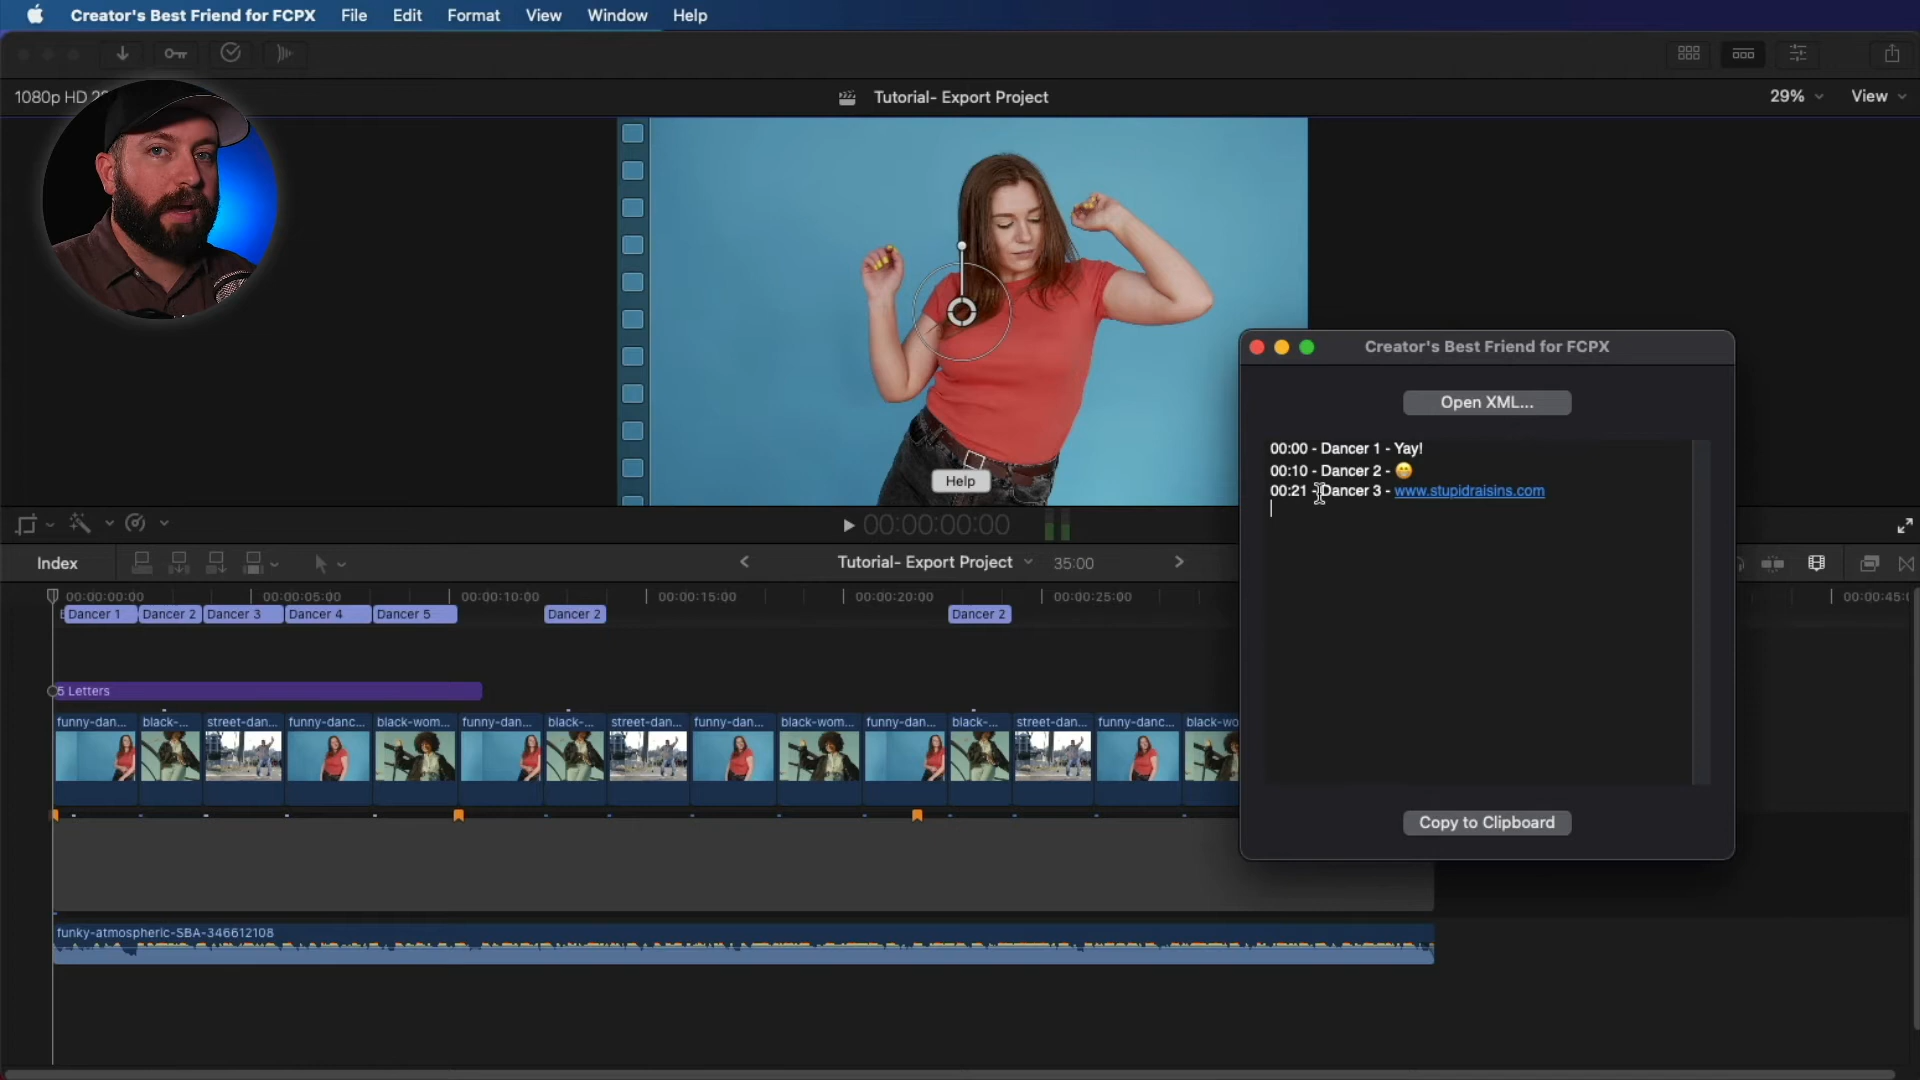 Creator's Best Friend for FCPX File Edit Format View Window Help
1080p HD
Tutorial- Export Project
29% View
Help
00:00:00:00
Creator's Best Friend for FCPX
Open XML...
00:00 - Dancer 1 - Yay!
00:10 - Dancer 2 - 😁
00:21 - Dancer 3 - www.stupidraisins.com
Copy to Clipboard
Index
Tutorial- Export Project 35:00
00:00:00:00 00:00:05:00 00:00:10:00 00:00:15:00 00:00:20:00 00:00:25:00
Dancer 1 Dancer 2 Dancer 3 Dancer 4 Dancer 5 Dancer 2 Dancer 2
5 Letters
funny-dan... black-... street-dan... funny-danc... black-wom... funny-dan... black-... street-dan... funny-dan... black-wom... funny-dan... black-... street-dan... funny-danc... black-wo
funky-atmospheric-SBA-346612108